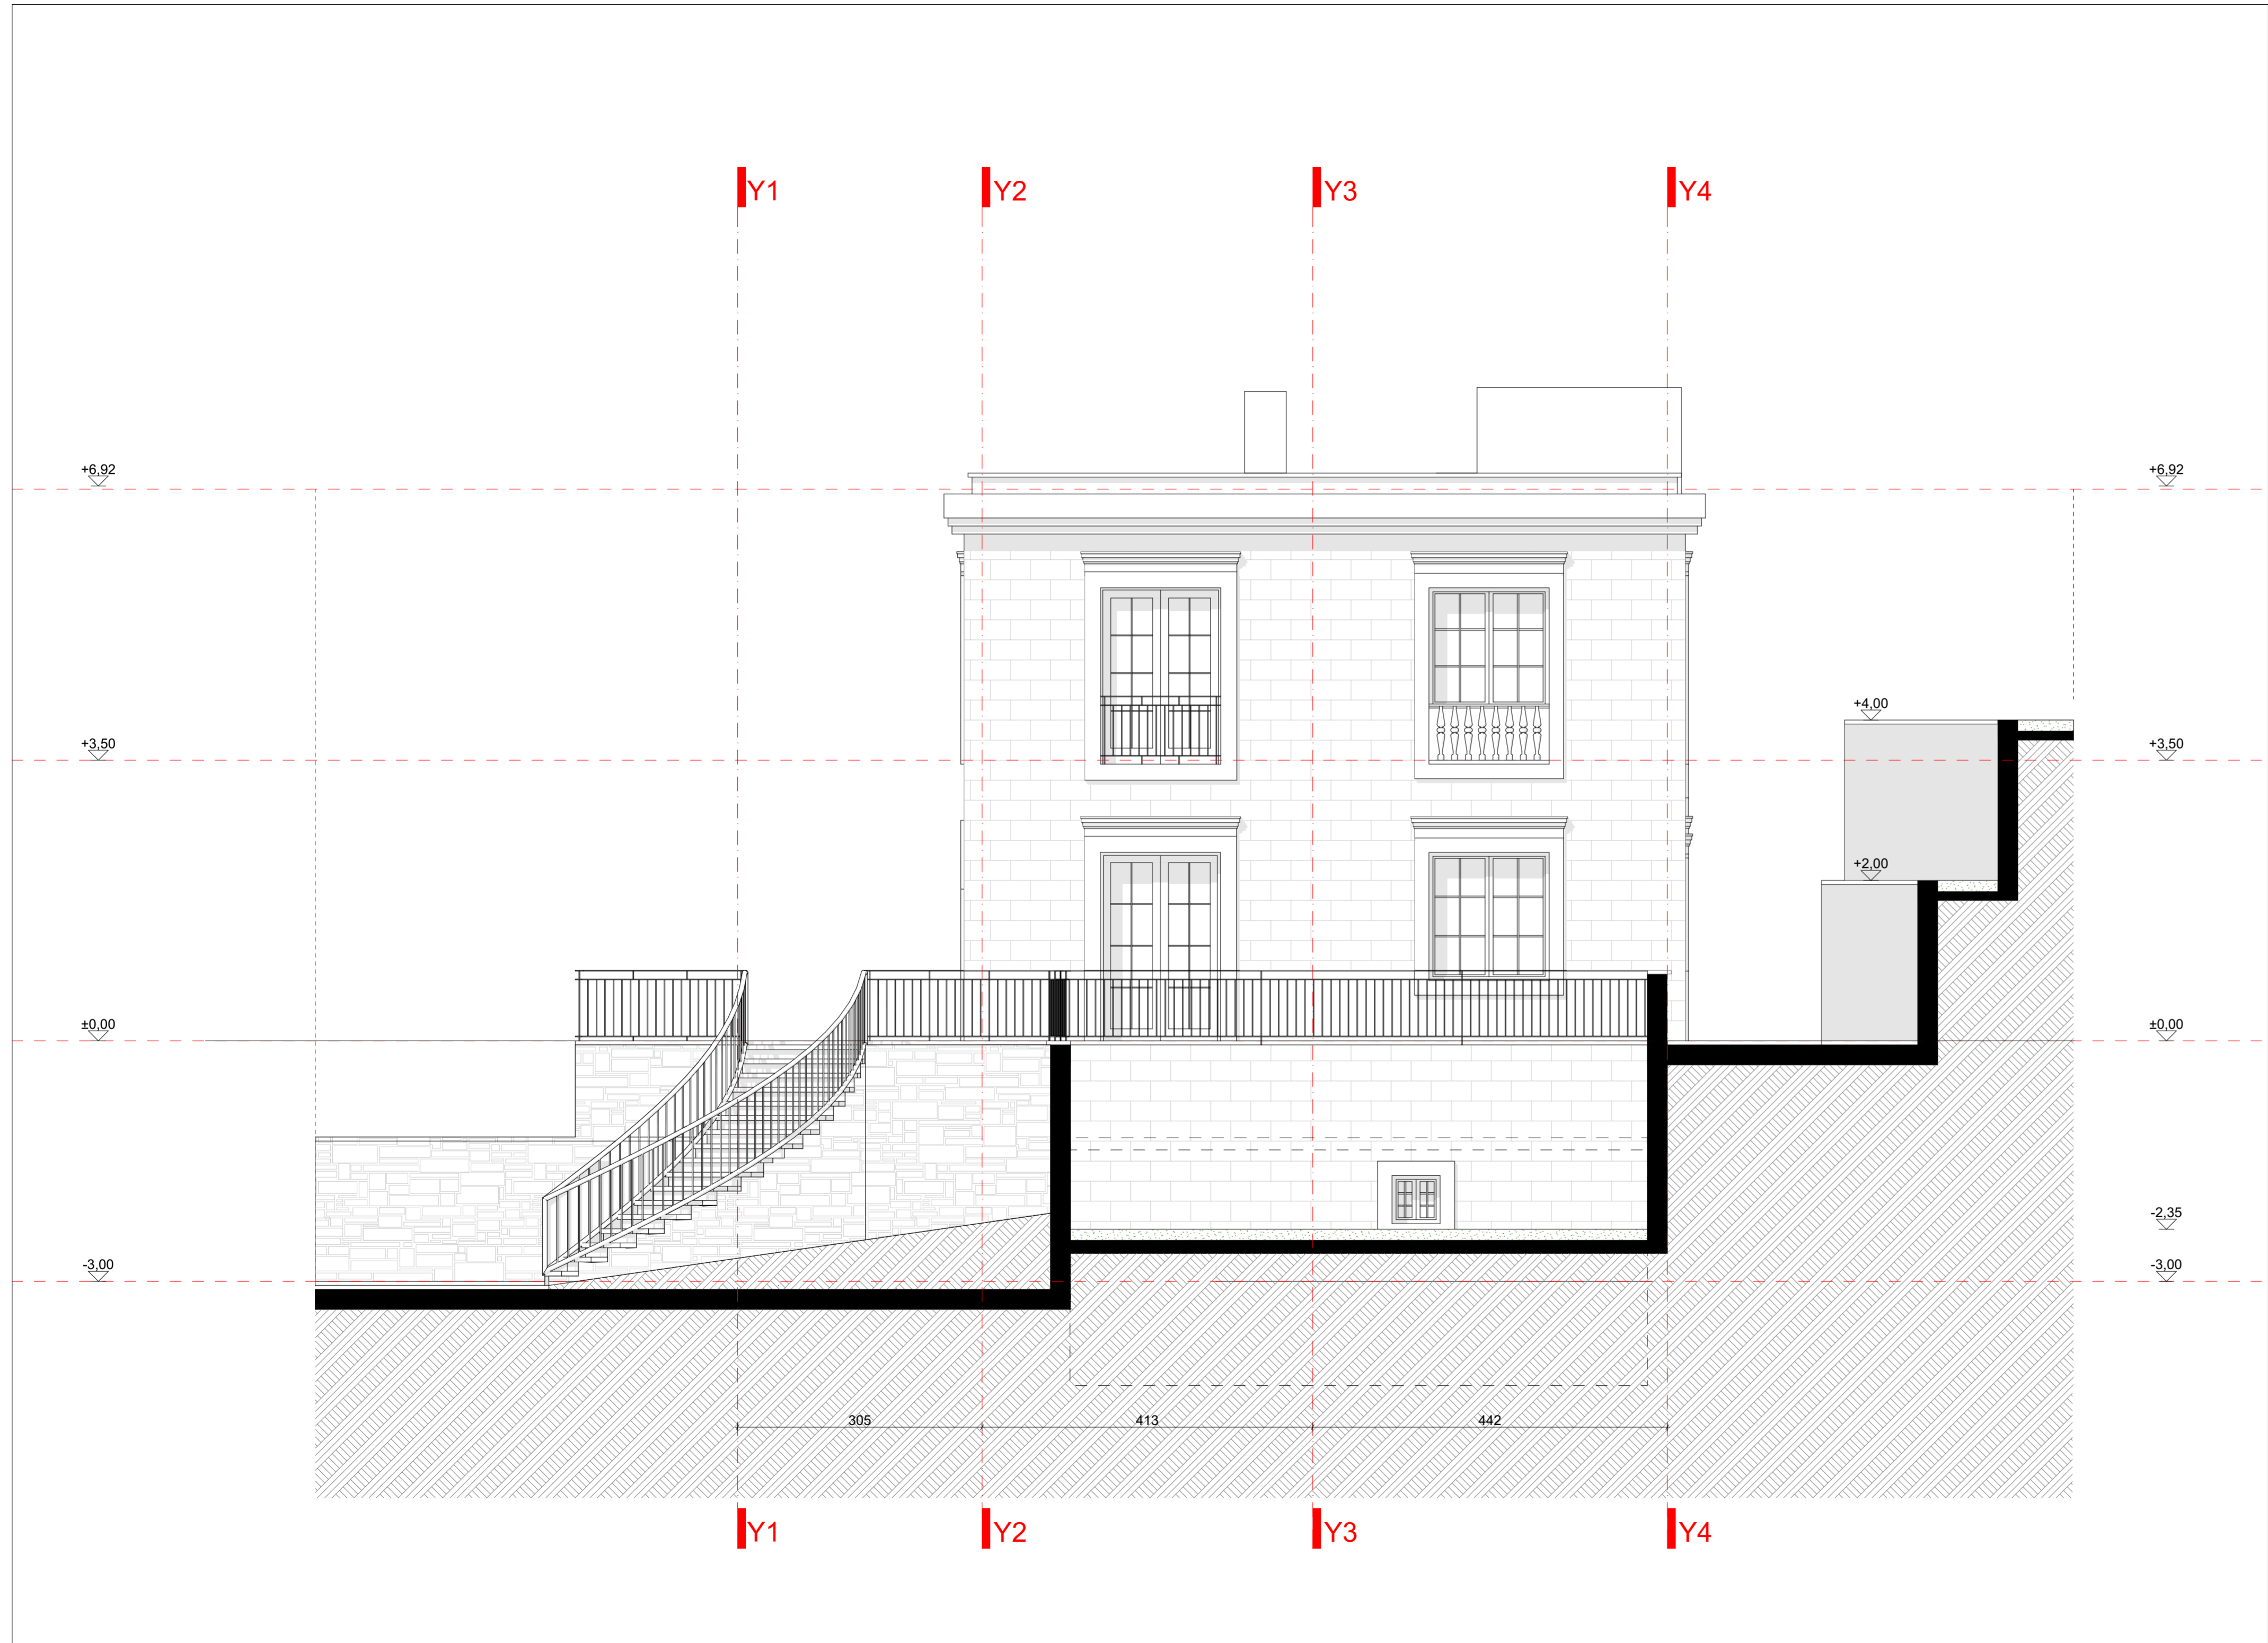 Y1
Y2
Y3
Y4
+6,92
+6,92
+4,00
+3,50
+3,50
+2,00
±0,00
±0,00
-2,35
-3,00
-3,00
305
413
442
Y1
Y2
Y3
Y4